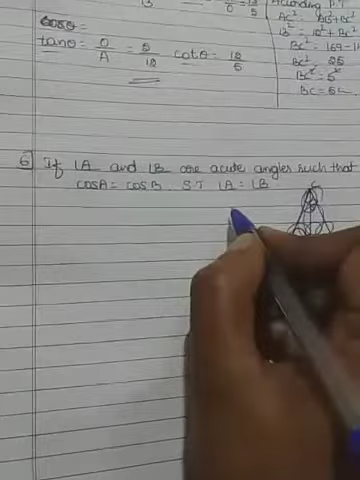 cosθ =
tanθ = O/A = 5/12 cotθ = 12/5
According P.T
AC² = AB² + BC²
13² = 12² + BC²
BC² = 169 - 1
BC² = 25
BC² = 5²
BC = 5
6 If ∠A and ∠B are acute angles such that
cosA = cosB. S.T ∠A = ∠B
C